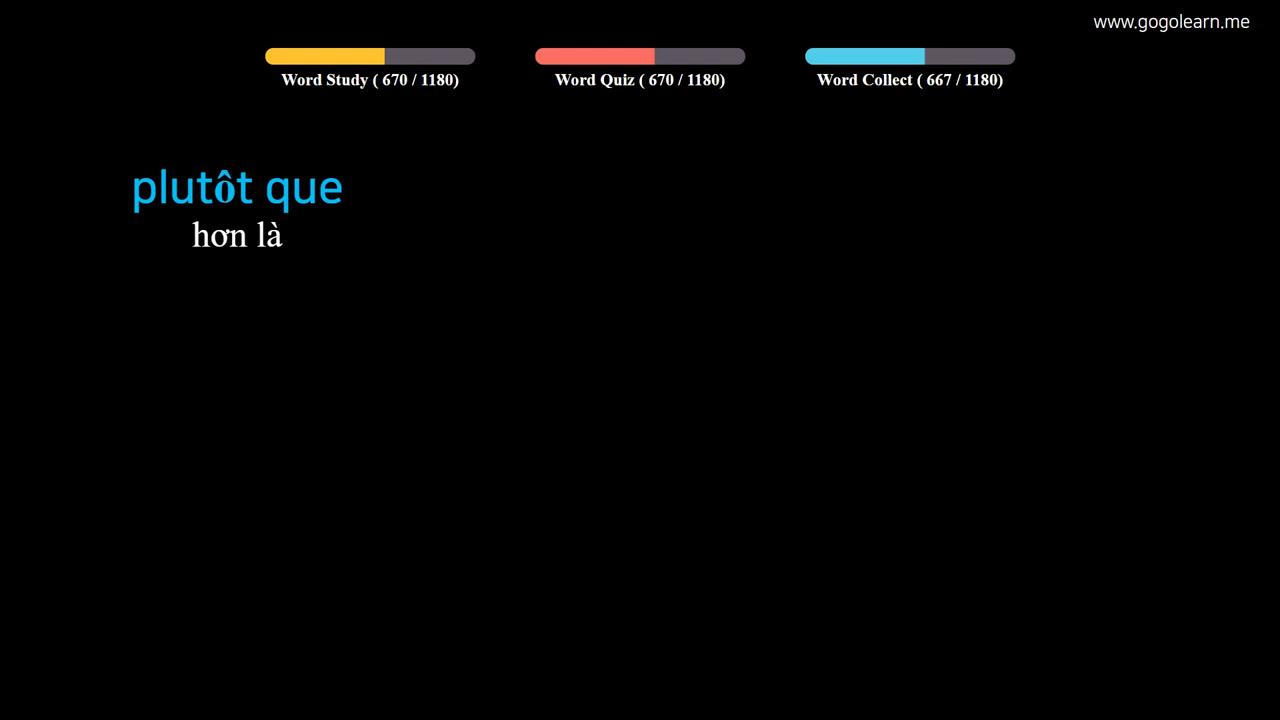 www.gogolearn.me
Word Study ( 670 / 1180)
Word Quiz ( 670 / 1180)
Word Collect ( 667 / 1180)
plutôt que
hơn là